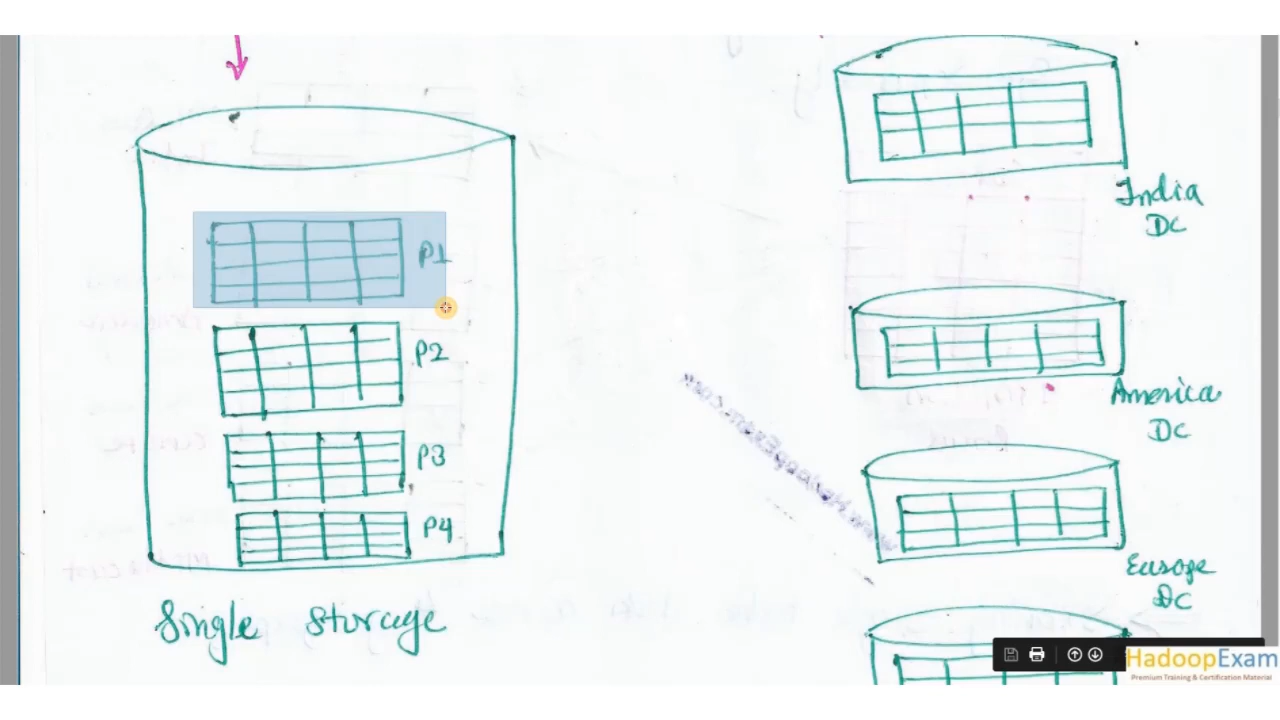 P1
P2
P3
P4
Single Storage
India
DC
America
DC
Europe
DC
HadoopExam
Premium Training & Certification Material